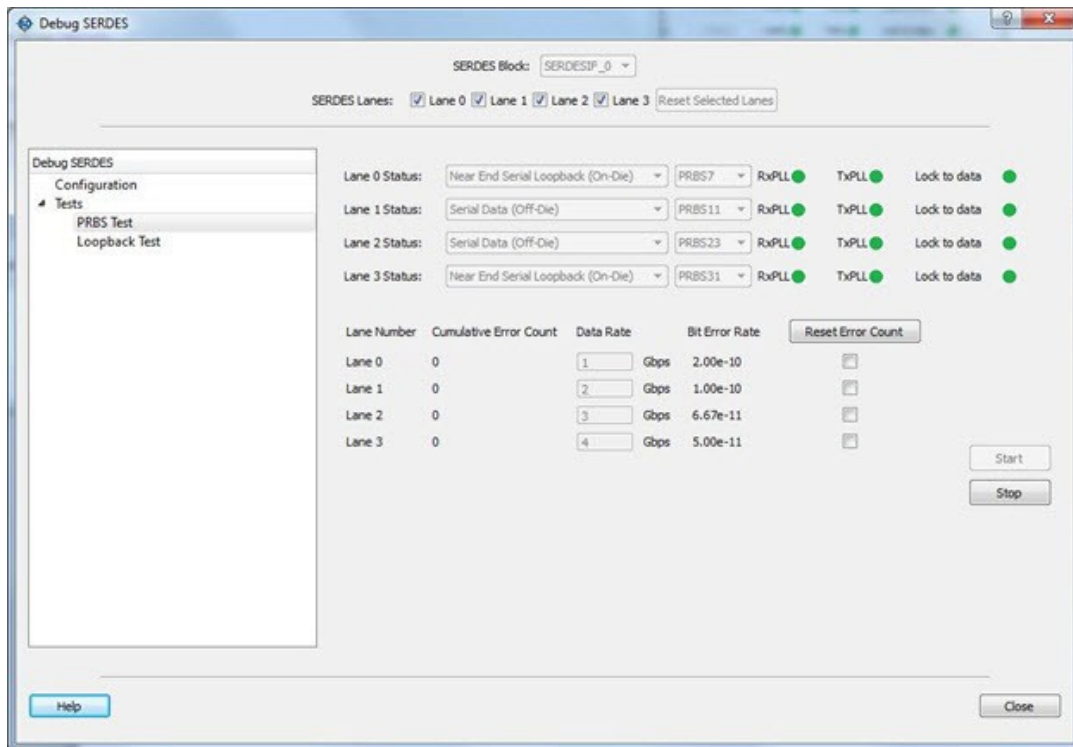 Debug SERDES
SERDES Block: SERDESIF_0
SERDES Lanes: Lane 0 Lane 1 Lane 2 Lane 3 Reset Selected Lanes
Debug SERDES
Configuration
Tests
PRBS Test
Loopback Test
Lane 0 Status: Near End Serial Loopback (On-Die) PRBS7 RxPLL TxPLL Lock to data
Lane 1 Status: Serial Data (Off-Die) PRBS11 RxPLL TxPLL Lock to data
Lane 2 Status: Serial Data (Off-Die) PRBS23 RxPLL TxPLL Lock to data
Lane 3 Status: Near End Serial Loopback (On-Die) PRBS31 RxPLL TxPLL Lock to data
Lane Number Cumulative Error Count Data Rate Bit Error Rate Reset Error Count
Lane 0 0 1 Gbps 2.00e-10
Lane 1 0 2 Gbps 1.00e-10
Lane 2 0 3 Gbps 6.67e-11
Lane 3 0 4 Gbps 5.00e-11
Start
Stop
Help Close